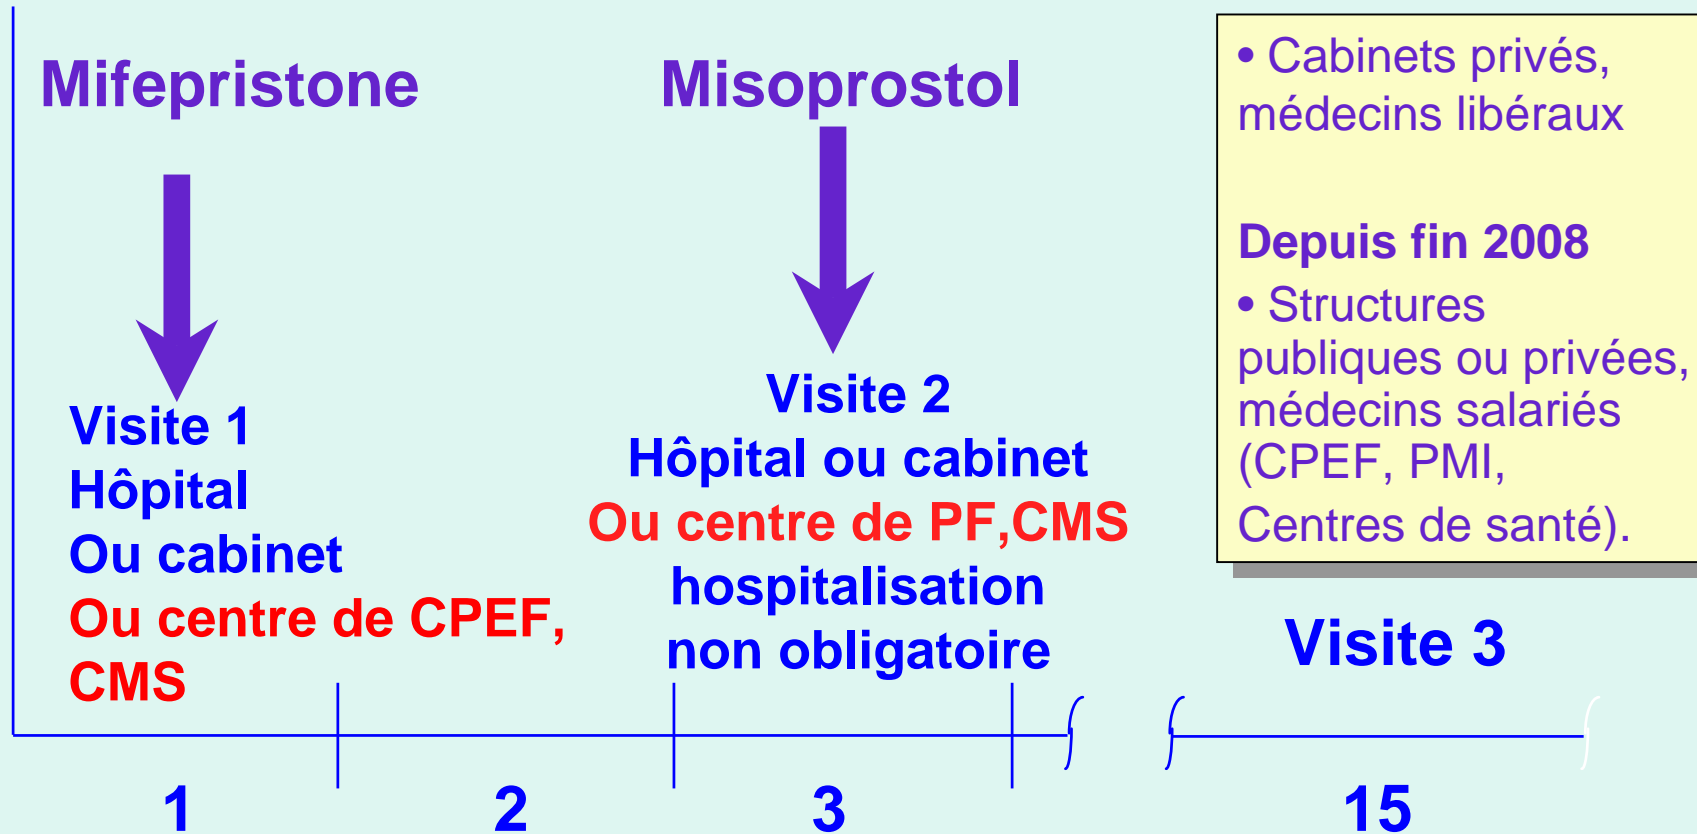 Mifepristone
Misoprostol
• Cabinets privés,
médecins libéraux
Depuis fin 2008
• Structures
publiques ou privées,
médecins salariés
(CPEF, PMI,
Centres de santé).
Visite 1
Hôpital
Ou cabinet
Ou centre de CPEF,
CMS
Visite 2
Hôpital ou cabinet
Ou centre de PF,CMS
hospitalisation
non obligatoire
Visite 3
1
2
3
15